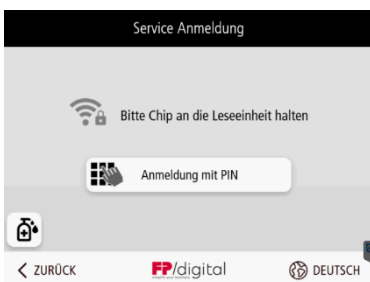 Service Anmeldung
Bitte Chip an die Leseeinheit halten
Anmeldung mit PIN
ZURÜCK
FP/digital
DEUTSCH